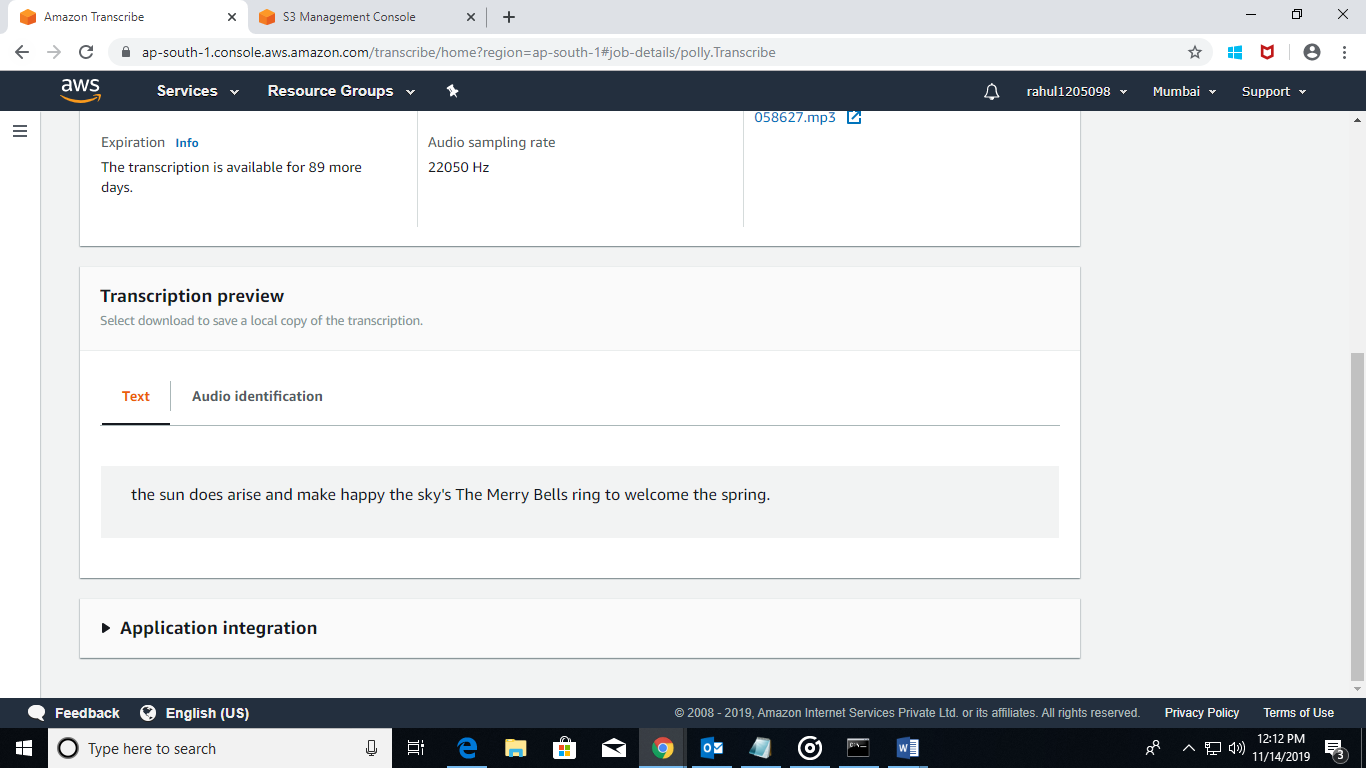 Amazon Transcribe
S3 Management Console
ap-south-1.console.aws.amazon.com/transcribe/home?region=ap-south-1#job-details/polly.Transcribe
aws
Services
Resource Groups
rahul1205098
Mumbai
Support
058627.mp3
Expiration Info
Audio sampling rate
The transcription is available for 89 more
22050 Hz
days.
Transcription preview
Select download to save a local copy of the transcription.
Text
Audio identification
the sun does arise and make happy the sky's The Merry Bells ring to welcome the spring.
Application integration
Feedback
English (US)
© 2008 - 2019, Amazon Internet Services Private Ltd. or its affiliates. All rights reserved.
Privacy Policy
Terms of Use
Type here to search
12:12 PM
11/14/2019
3